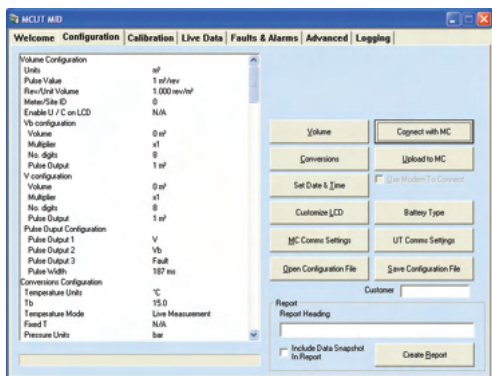 MCUT MID
Welcome Configuration Calibration Live Data Faults & Alarms Advanced Logging
Volume Configuration
Units m³
Pulse Value 1 m³/rev
Rev/Unit Volume 1.000 rev/m³
Meter/Site ID 0
Enable U / C on LCD N/A
Vb configuration
Volume 0 m³
Multiplier x1
No. digits 8
Pulse Output 1 m³
V configuration
Volume 0 m³
Multiplier x1
No. digits 8
Pulse Output 1 m³
Pulse Ouput Configuration
Pulse Output 1 V
Pulse Output 2 Vb
Pulse Output 3 Fault
Pulse Width 187 ms
Conversions Configuration
Temperature Units °C
Tb 15.0
Temperature Mode Live Measurement
Fixed T N/A
Pressure Units bar
Volume
Connect with MC
Conversions
Upload to MC
Set Date & Time
Use Modem To Connect
Customize LCD
Battery Type
MC Comms Settings
UT Comms Settings
Open Configuration File
Save Configuration File
Customer
Report
Report Heading
Include Data Snapshot
In Report
Create Report